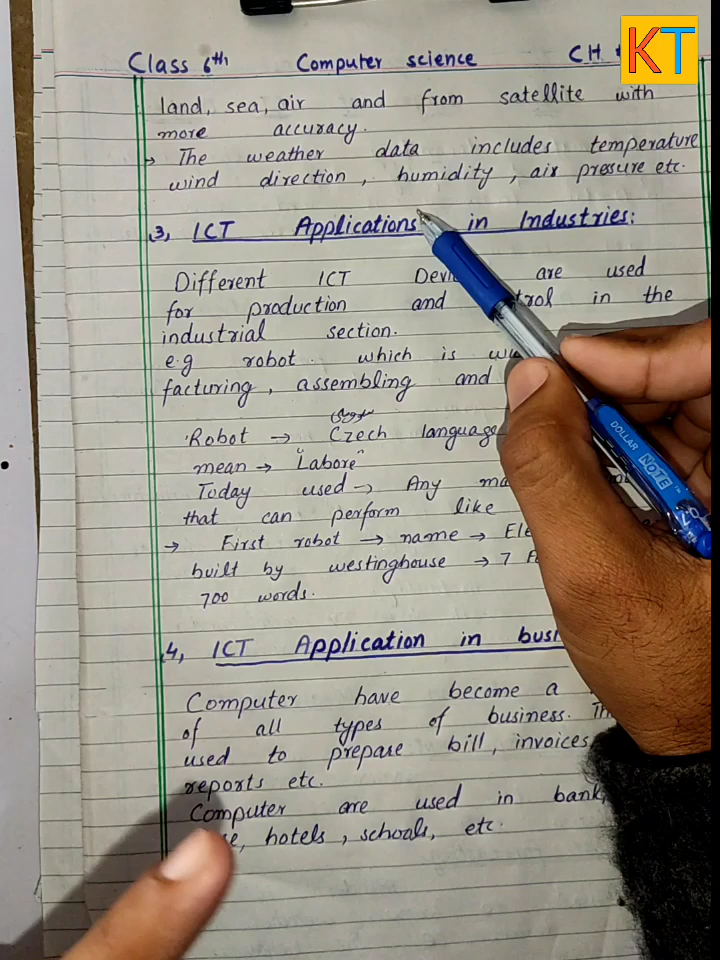 KT
Class 6th Computer science CH
land, sea, air and from satellite with
more accuracy.
→ The weather data includes temperature
wind direction, humidity, air pressure etc.
3, ICT Applications in Industries:
Different ICT are used
for production and in the
industrial section.
e.g robot. which is
facturing, assembling and
Robot → Czech language
mean → "Labore"
Today used → Any
that can perform like
→ First robot → name →
built by westinghouse → 7
700 words.
4, ICT Application in
Computer have become a
of all types of business.
used to prepare bill, invoices
reports etc.
Computer are used in bank,
hotels, schools, etc.
DOLLAR NOTE